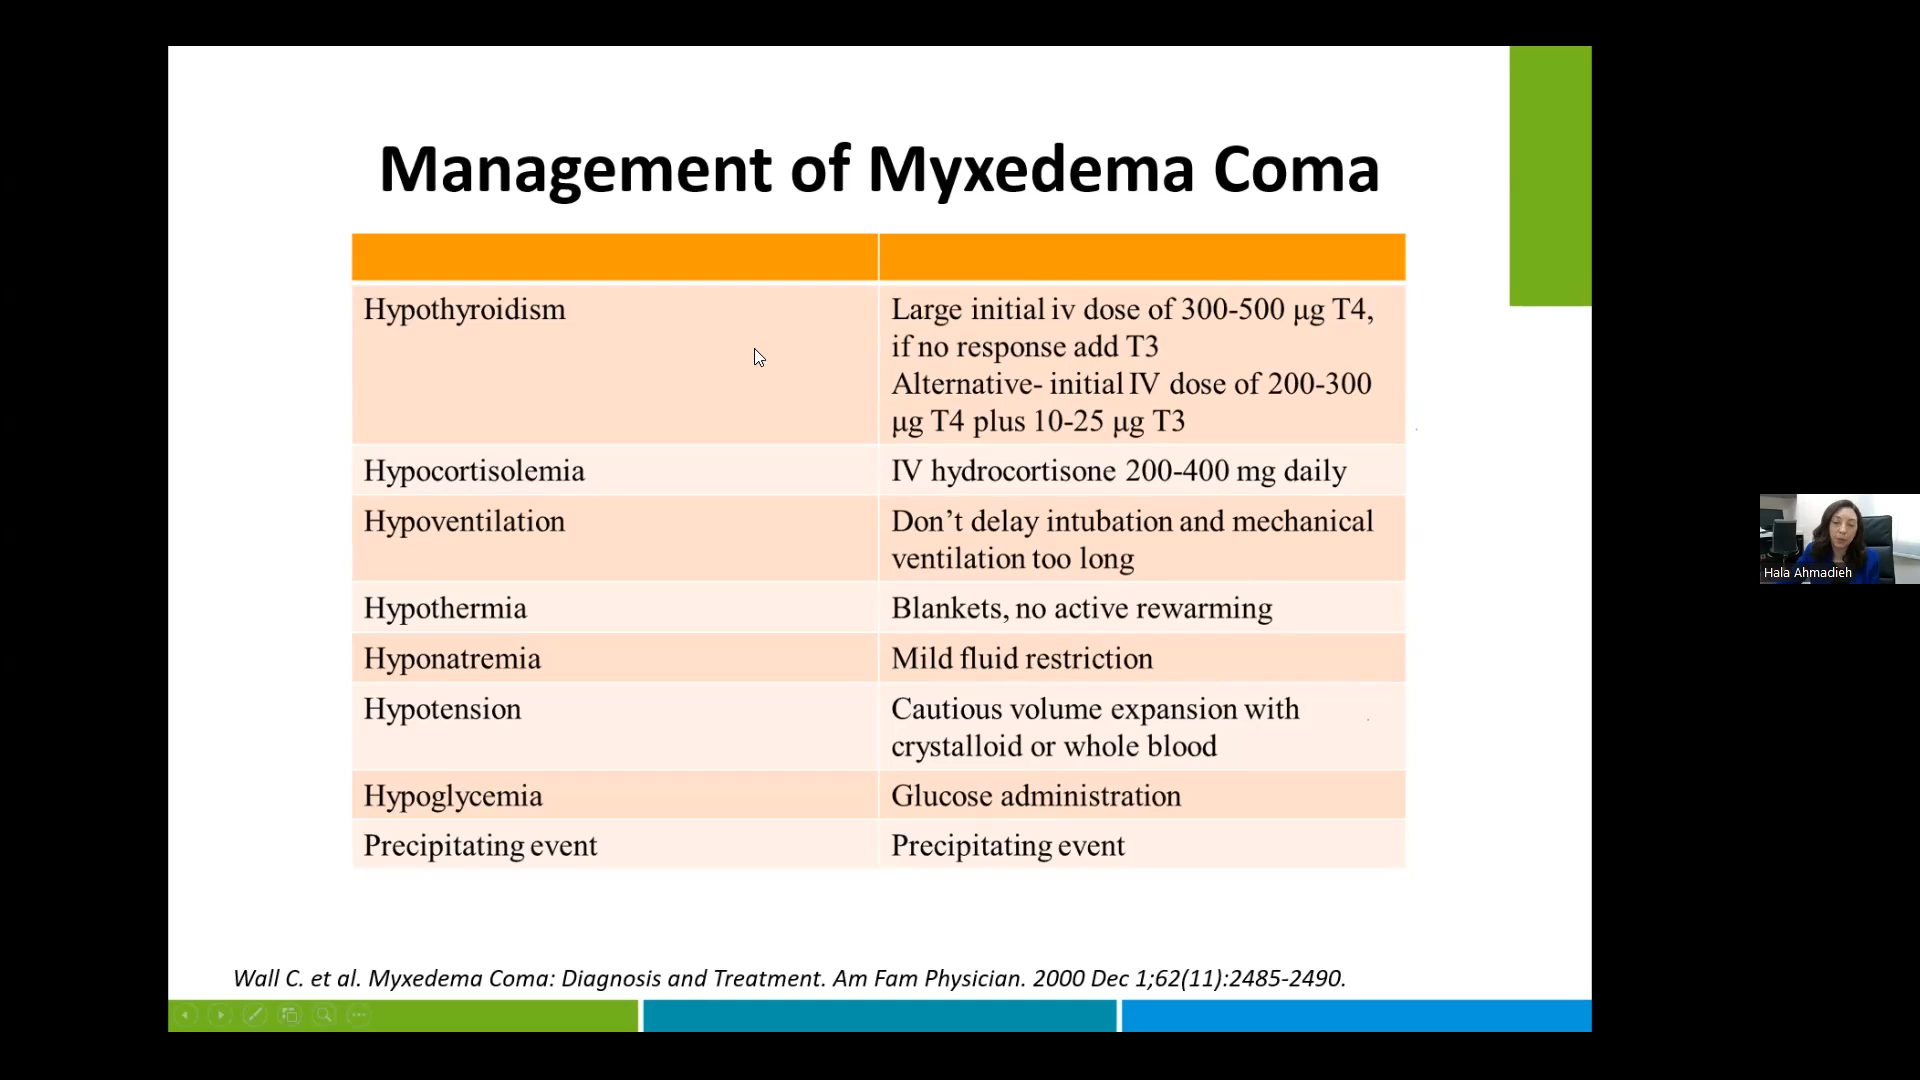 Management of Myxedema Coma
Hypothyroidism
Large initial iv dose of 300-500 μg T4,
if no response add T3
Alternative- initial IV dose of 200-300
μg T4 plus 10-25 μg T3
Hypocortisolemia
IV hydrocortisone 200-400 mg daily
Hypoventilation
Don’t delay intubation and mechanical
ventilation too long
Hypothermia
Blankets, no active rewarming
Hyponatremia
Mild fluid restriction
Hypotension
Cautious volume expansion with
crystalloid or whole blood
Hypoglycemia
Glucose administration
Precipitating event
Precipitating event
Wall C. et al. Myxedema Coma: Diagnosis and Treatment. Am Fam Physician. 2000 Dec 1;62(11):2485-2490.
Hala Ahmadieh